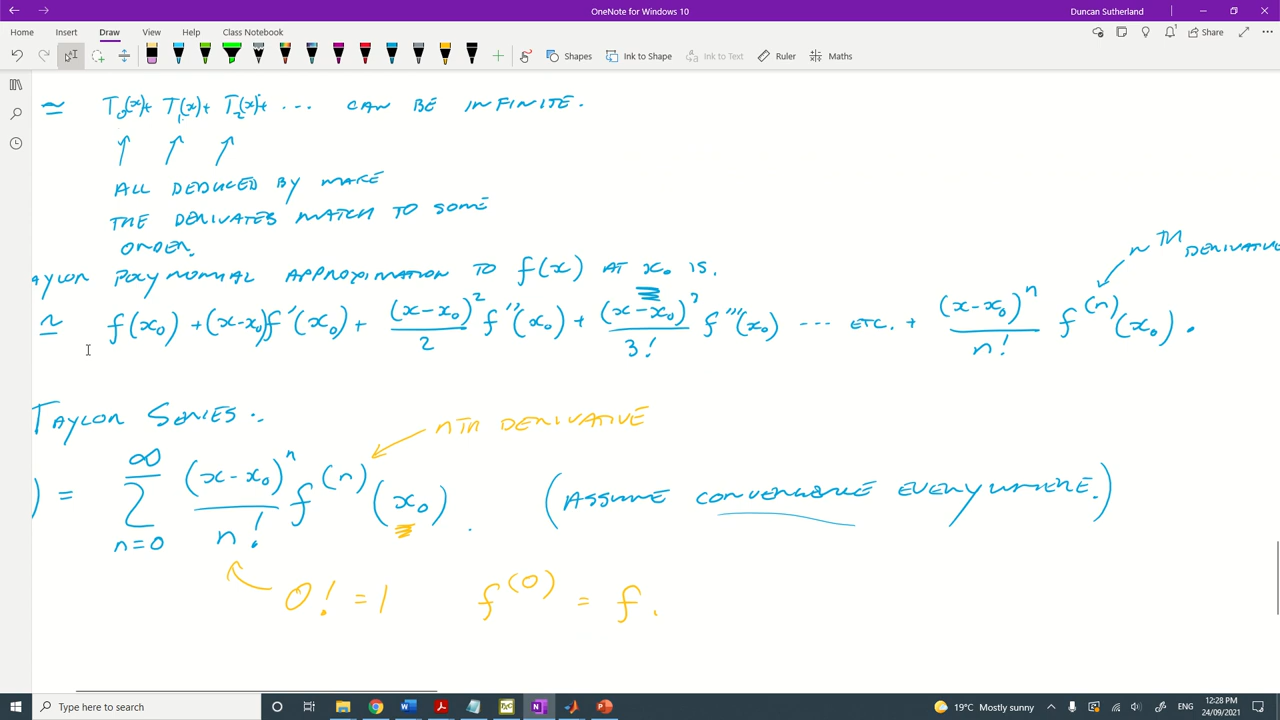 OneNote for Windows 10
Duncan Sutherland
Home Insert Draw View Help Class Notebook
Share
Shapes Ink to Shape Ink to Text Ruler Maths
≃ T₀(x)+ T₁(x)+ T₂(x)+ ... CAN BE INFINITE.
↑ ↑ ↑
ALL DEDUCED BY MAKE
THE DERIVATES MATCH TO SOME
ORDER.
AYLOR POLYNOMIAL APPROXIMATION TO f(x) AT x₀ IS.
nTH DERIVATIVE
≃ f(x₀) + (x-x₀)f'(x₀) + (x-x₀)²/2 f''(x₀) + (x-x₀)³/3! f'''(x₀) ... ETC. + (x-x₀)ⁿ/n! f⁽ⁿ⁾(x₀).
TAYLOR SERIES:
nTH DERIVATIVE
) = ∞ Σ n=0 (x-x₀)ⁿ/n! f⁽ⁿ⁾(x₀). (ASSUME CONVERGENCE EVERYWHERE.)
0! = 1 f⁽⁰⁾ = f.
Type here to search
19°C Mostly sunny
ENG
12:28 PM
24/09/2021